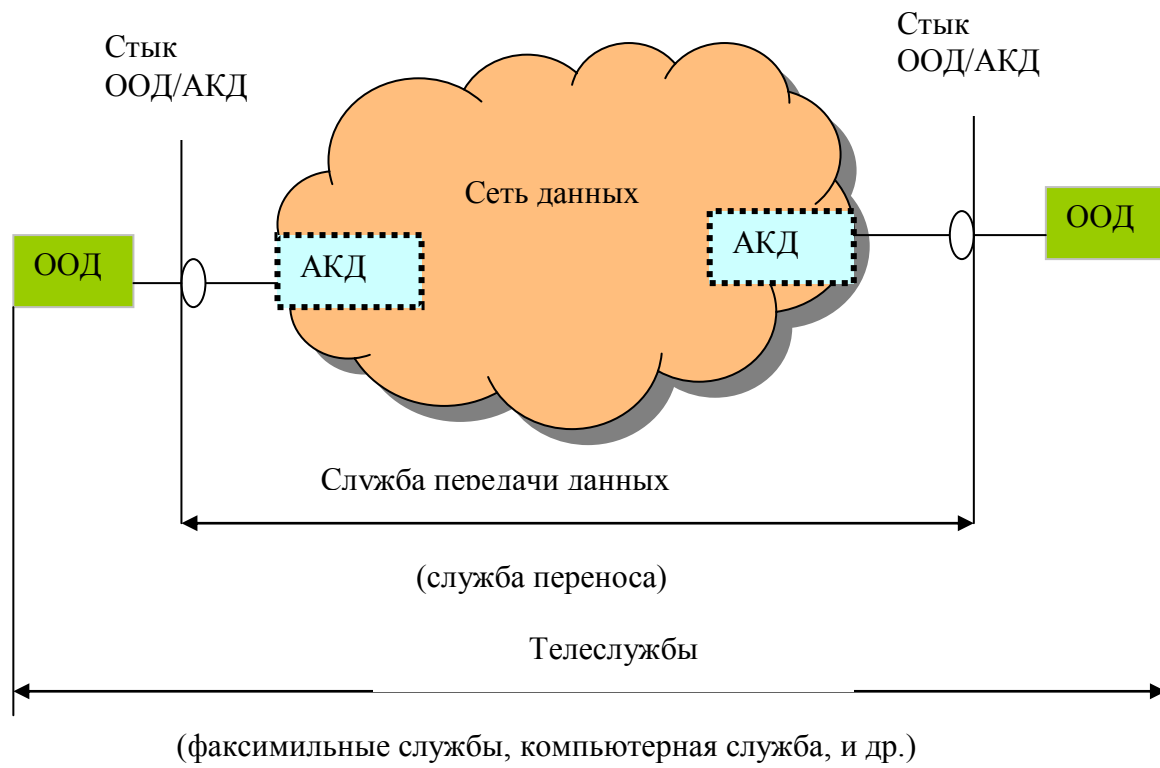 Стык
ООД/АКД
Стык
ООД/АКД
Сеть данных
ООД
АКД
АКД
ООД
Служба передачи данных
(служба переноса)
Телеслужбы
(факсимильные службы, компьютерная служба, и др.)